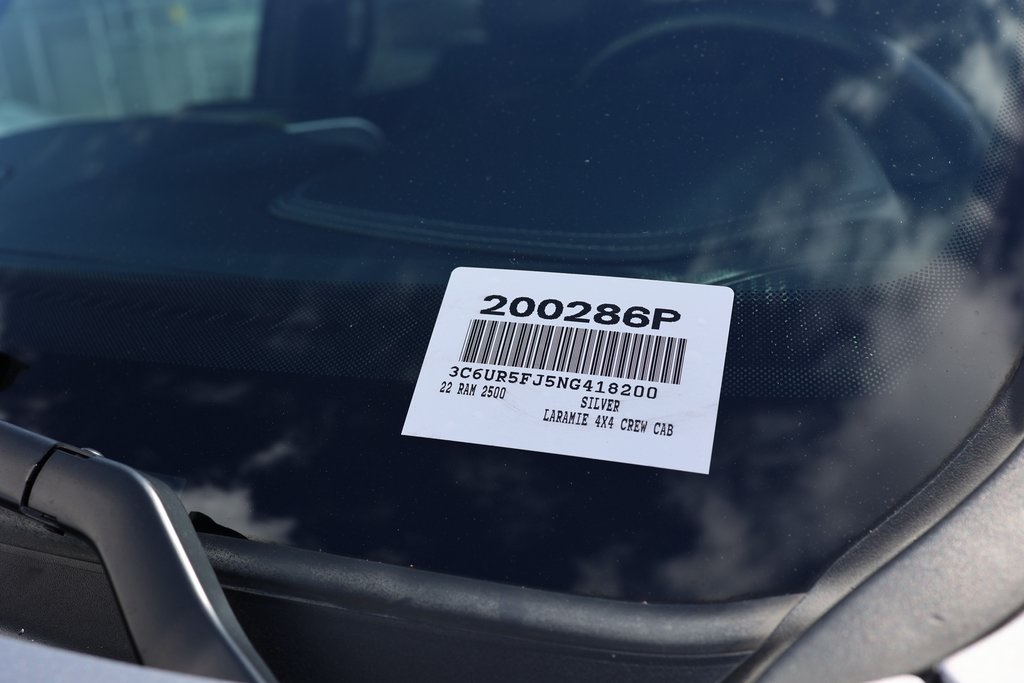 200286P
3C6UR5FJ5NG418200
22 RAM 2500
SILVER
LARAMIE 4X4 CREW CAB